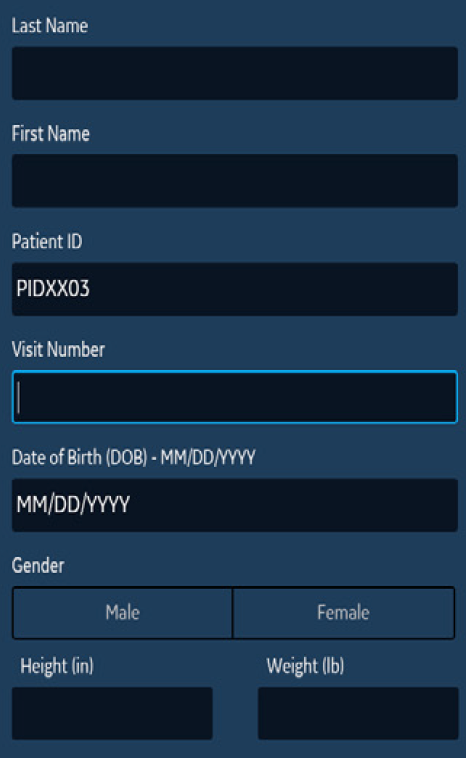 Last Name
First Name
Patient ID
PIDXX03
Visit Number
Date of Birth (DOB) - MM/DD/YYYY
MM/DD/YYYY
Gender
Male Female
Height (in) Weight (lb)